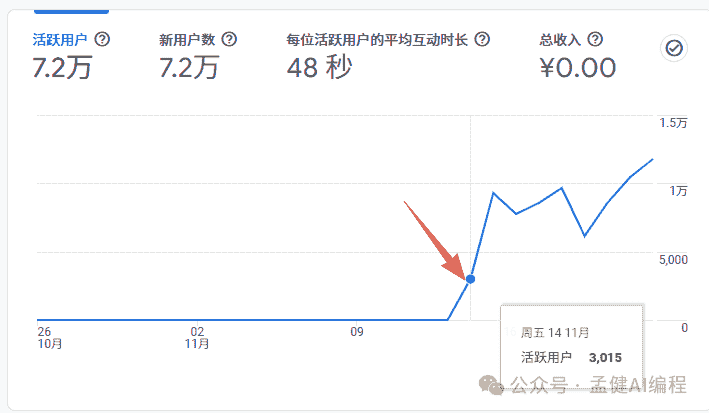 活跃用户 新用户数 每位活跃用户的平均互动时长 总收入
7.2万 7.2万 48 秒 ¥0.00
1.5万
1万
5,000
0
26 02 09
10月 11月
周五 14 11月
活跃用户 3,015
公众号 · 孟健AI编程